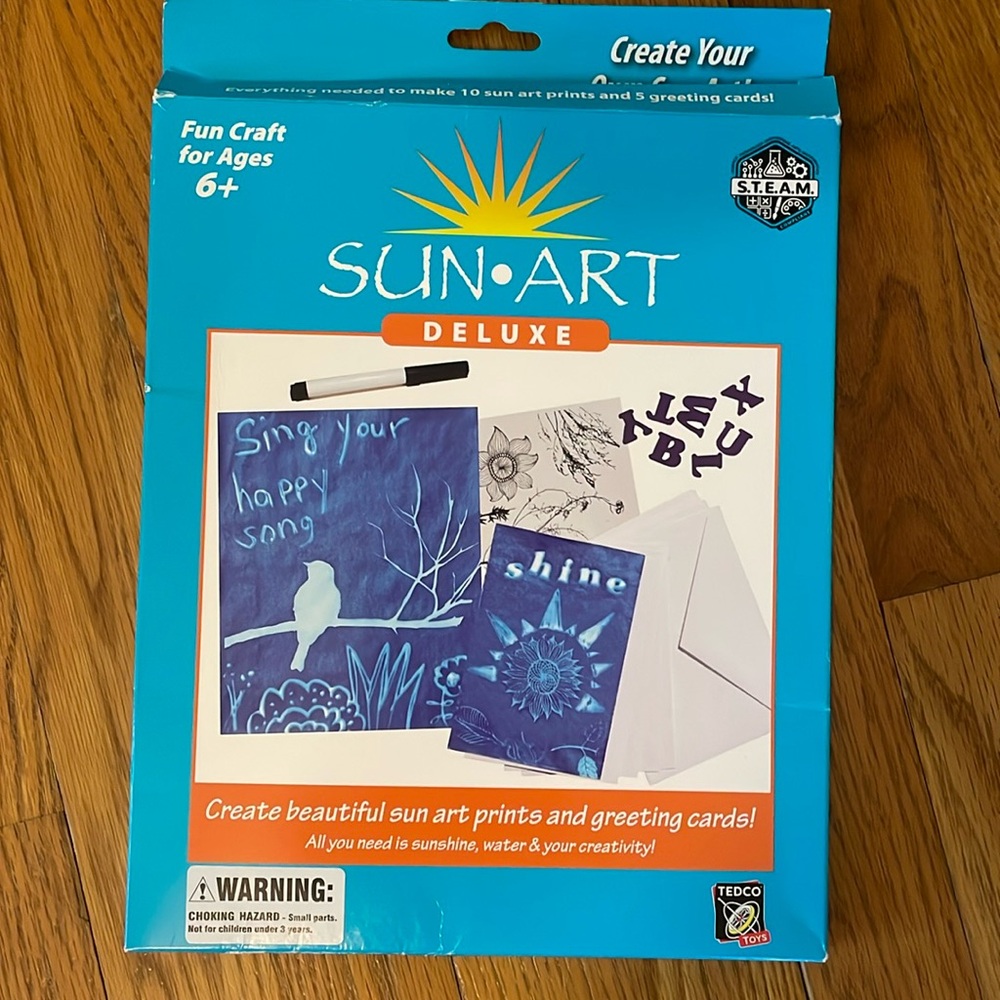 Create Your
Everything needed to make 10 sun art prints and 5 greeting cards!
Fun Craft
for Ages
6+
S.T.E.A.M.
SUN•ART
DELUXE
Sing your
happy
song
Y T M X
B L U
shine
Create beautiful sun art prints and greeting cards!
All you need is sunshine, water & your creativity!
WARNING:
CHOKING HAZARD - Small parts.
Not for children under 3 years.
TEDCO
TOYS